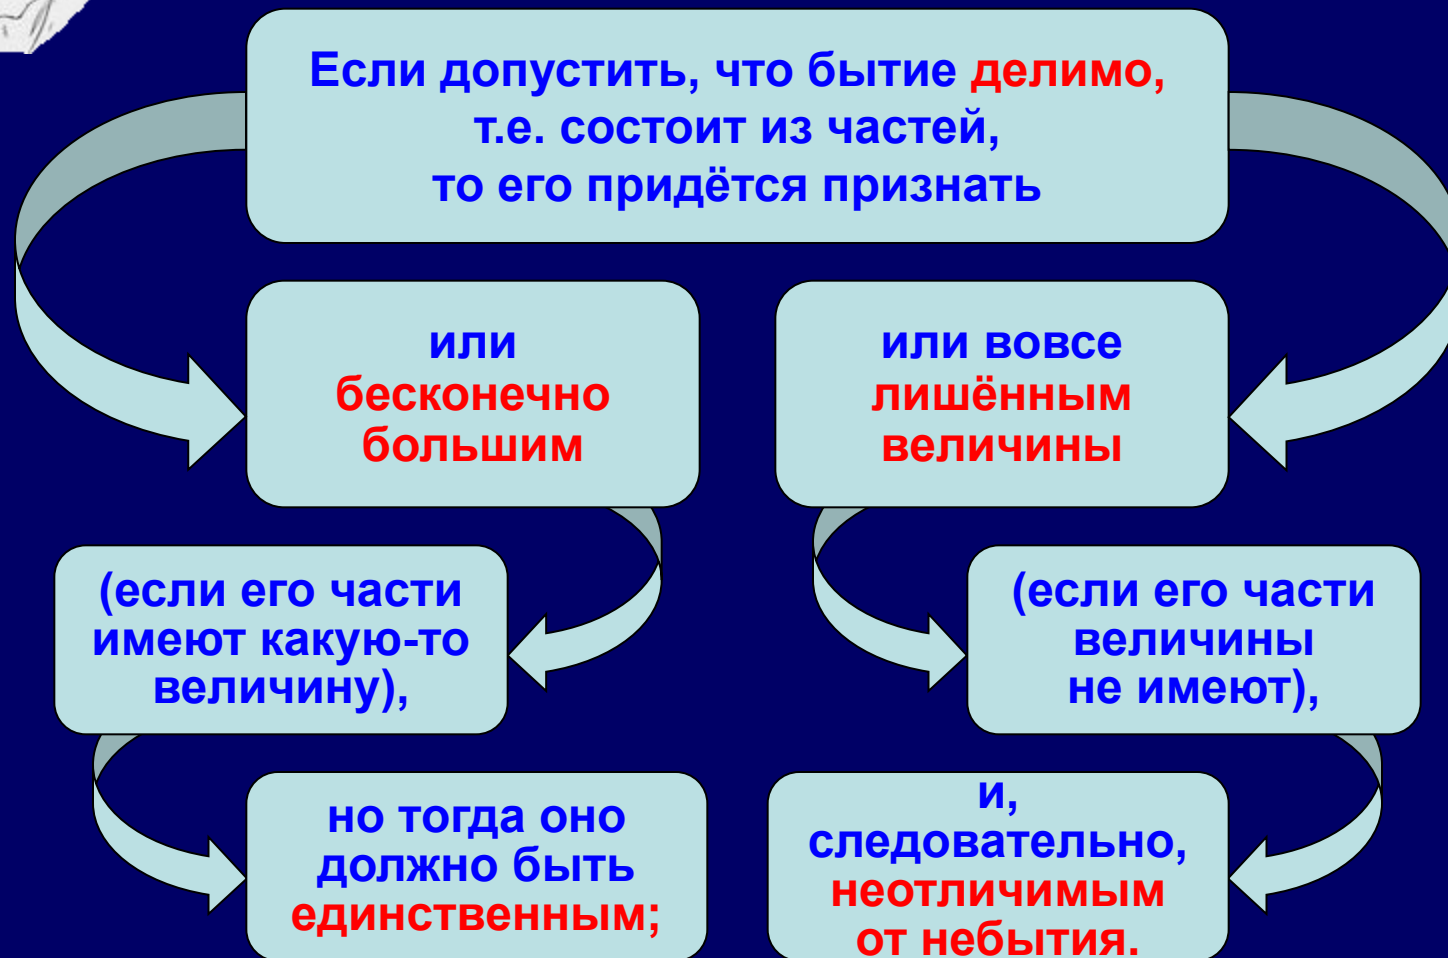 Если допустить, что бытие делимо,
т.е. состоит из частей,
то его придётся признать
или
бесконечно
большим
(если его части
имеют какую-то
величину),
но тогда оно
должно быть
единственным;
или вовсе
лишённым
величины
(если его части
величины
не имеют),
и,
следовательно,
неотличимым
от небытия.